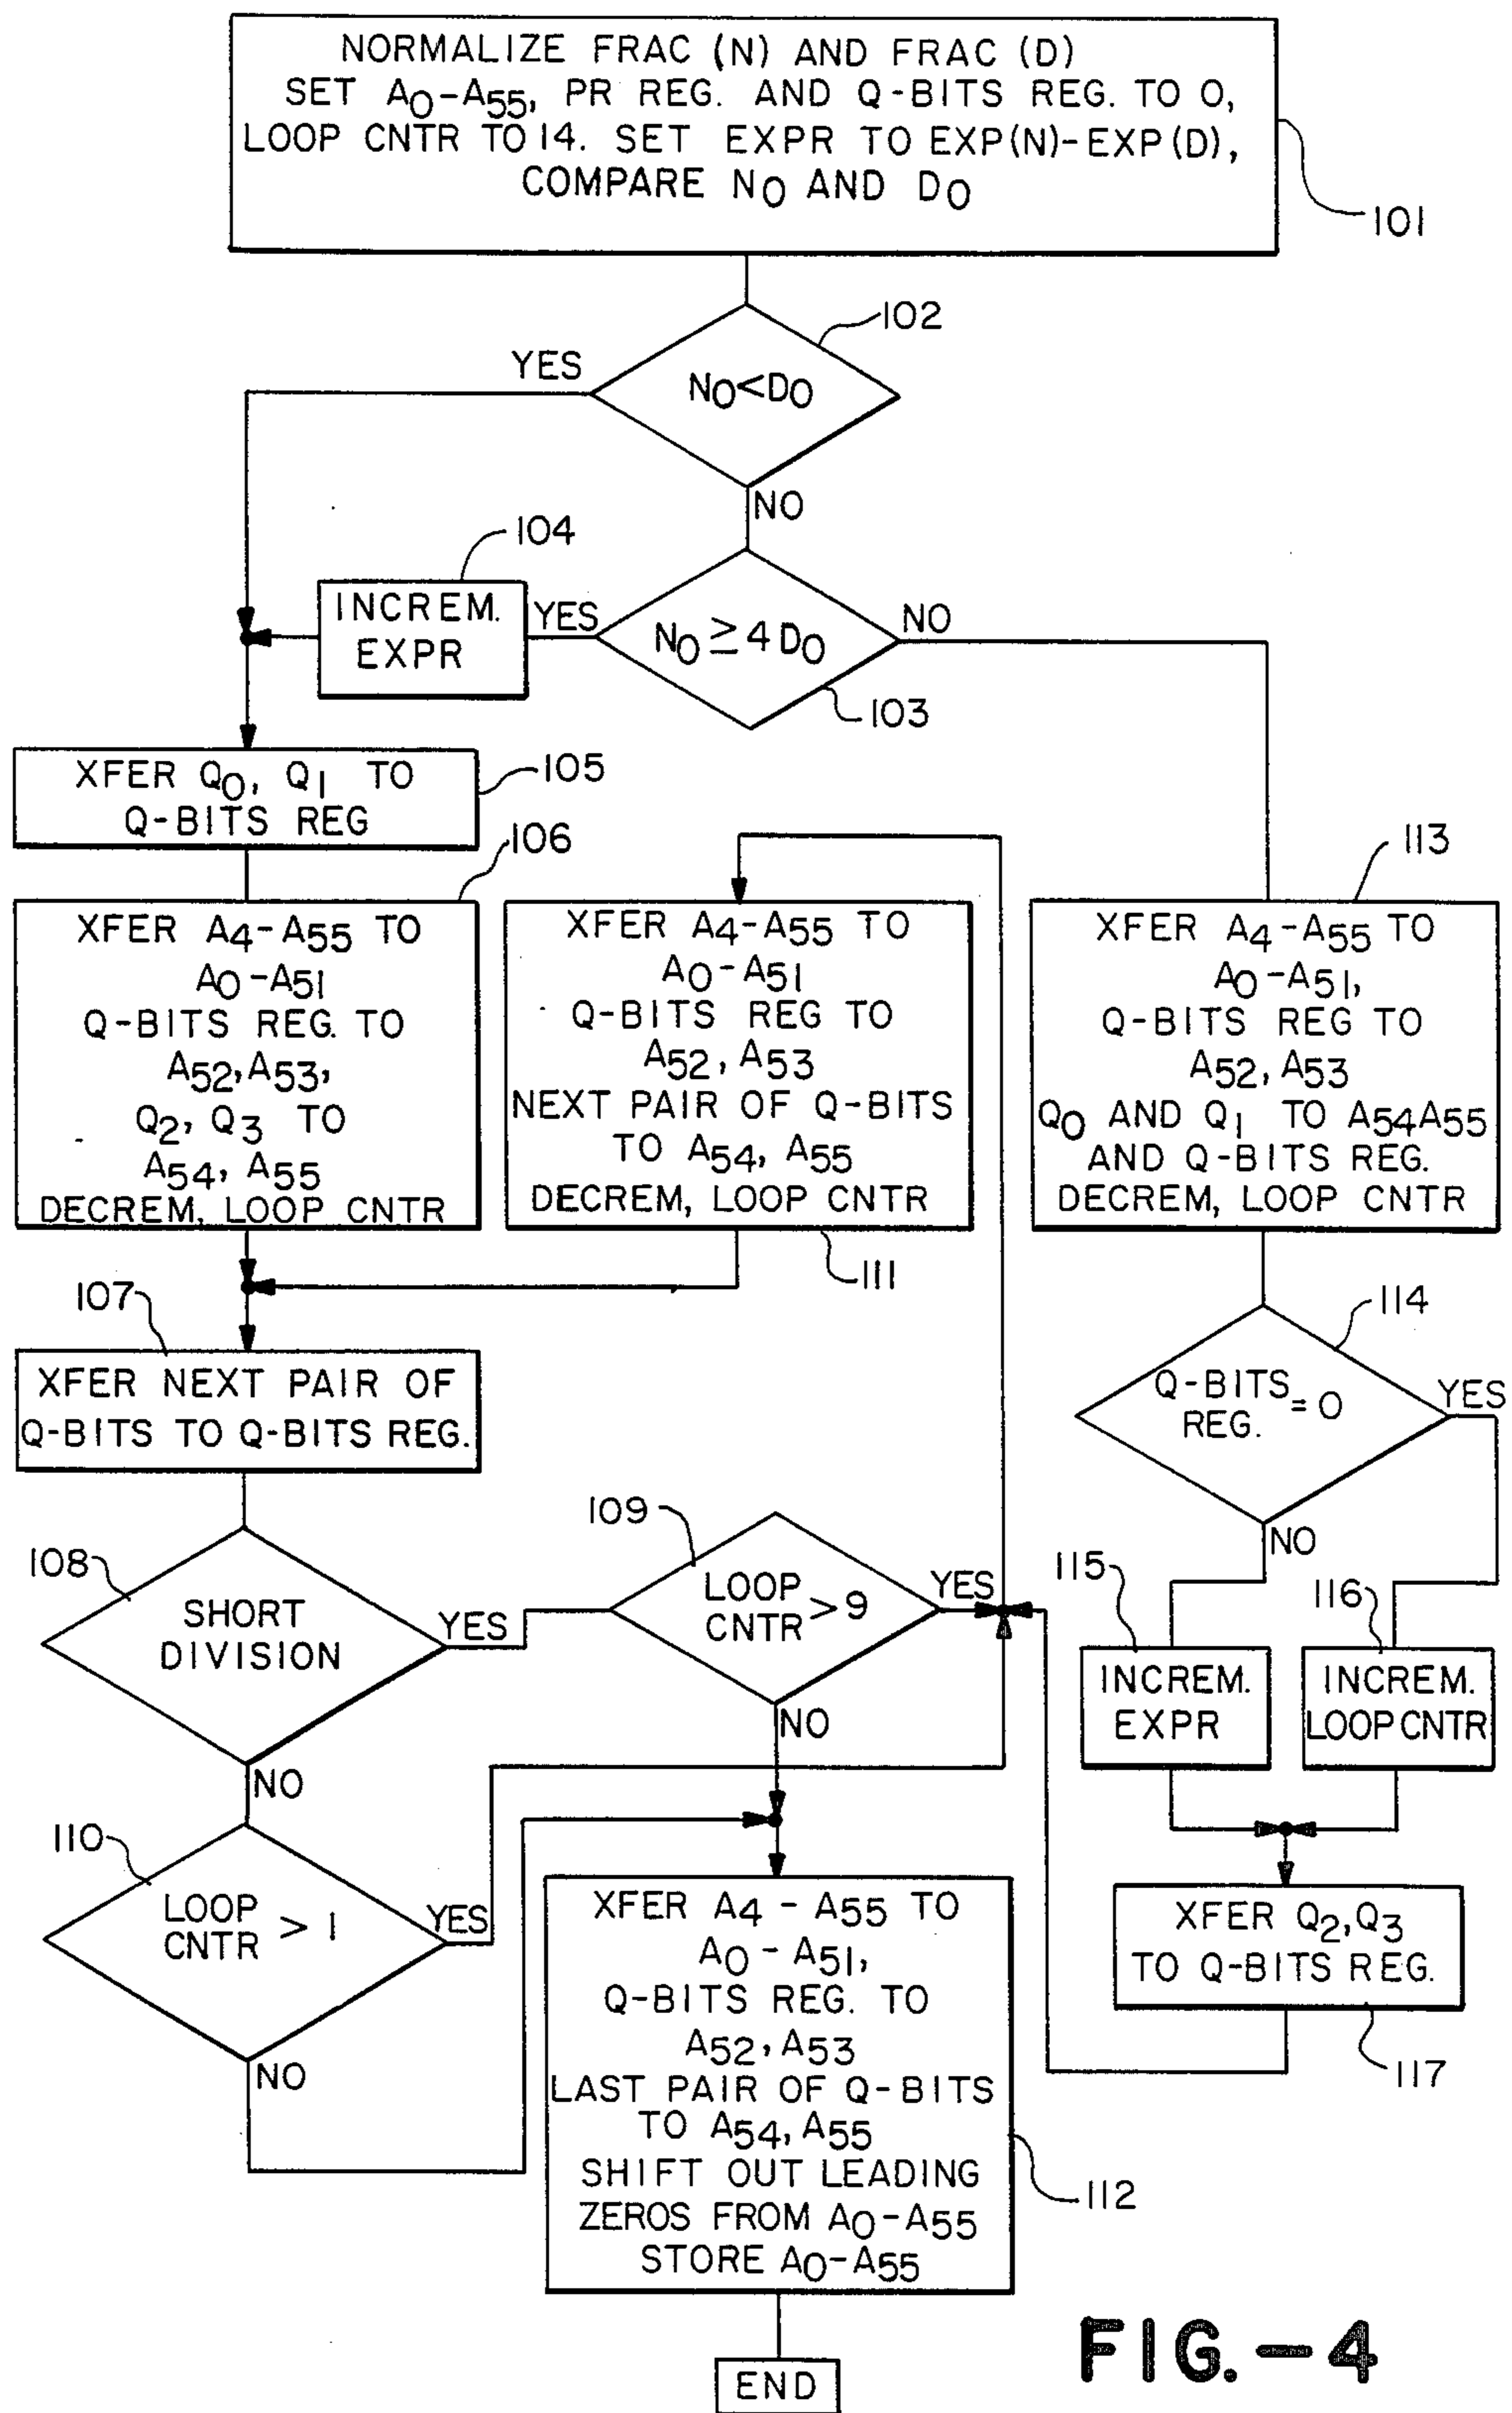 NORMALIZE FRAC (N) AND FRAC (D)
SET A0-A55, PR REG. AND Q-BITS REG. TO 0,
LOOP CNTR TO 14. SET EXPR TO EXP(N)-EXP(D),
COMPARE N0 AND D0
101
102
YES
N0<D0
NO
104
INCREM.
EXPR
YES
N0≥4D0
NO
103
XFER Q0, Q1 TO
Q-BITS REG
105
106
XFER A4-A55 TO
A0-A51
Q-BITS REG. TO
A52,A53,
Q2, Q3 TO
A54, A55
DECREM, LOOP CNTR
XFER A4-A55 TO
A0-A51
Q-BITS REG TO
A52, A53
NEXT PAIR OF Q-BITS
TO A54, A55
DECREM, LOOP CNTR
111
113
XFER A4-A55 TO
A0-A51,
Q-BITS REG TO
A52, A53
Q0 AND Q1 TO A54A55
AND Q-BITS REG.
DECREM, LOOP CNTR
107
XFER NEXT PAIR OF
Q-BITS TO Q-BITS REG.
114
Q-BITS
REG. = 0
YES
NO
108
SHORT
DIVISION
YES
NO
109
LOOP
CNTR >9
YES
NO
115
INCREM.
EXPR
116
INCREM.
LOOP CNTR
110
LOOP
CNTR > 1
YES
NO
XFER A4 - A55 TO
A0 - A51,
Q-BITS REG. TO
A52, A53
LAST PAIR OF Q-BITS
TO A54, A55
SHIFT OUT LEADING
ZEROS FROM A0-A55
STORE A0-A55
112
XFER Q2,Q3
TO Q-BITS REG.
117
END
FIG.-4